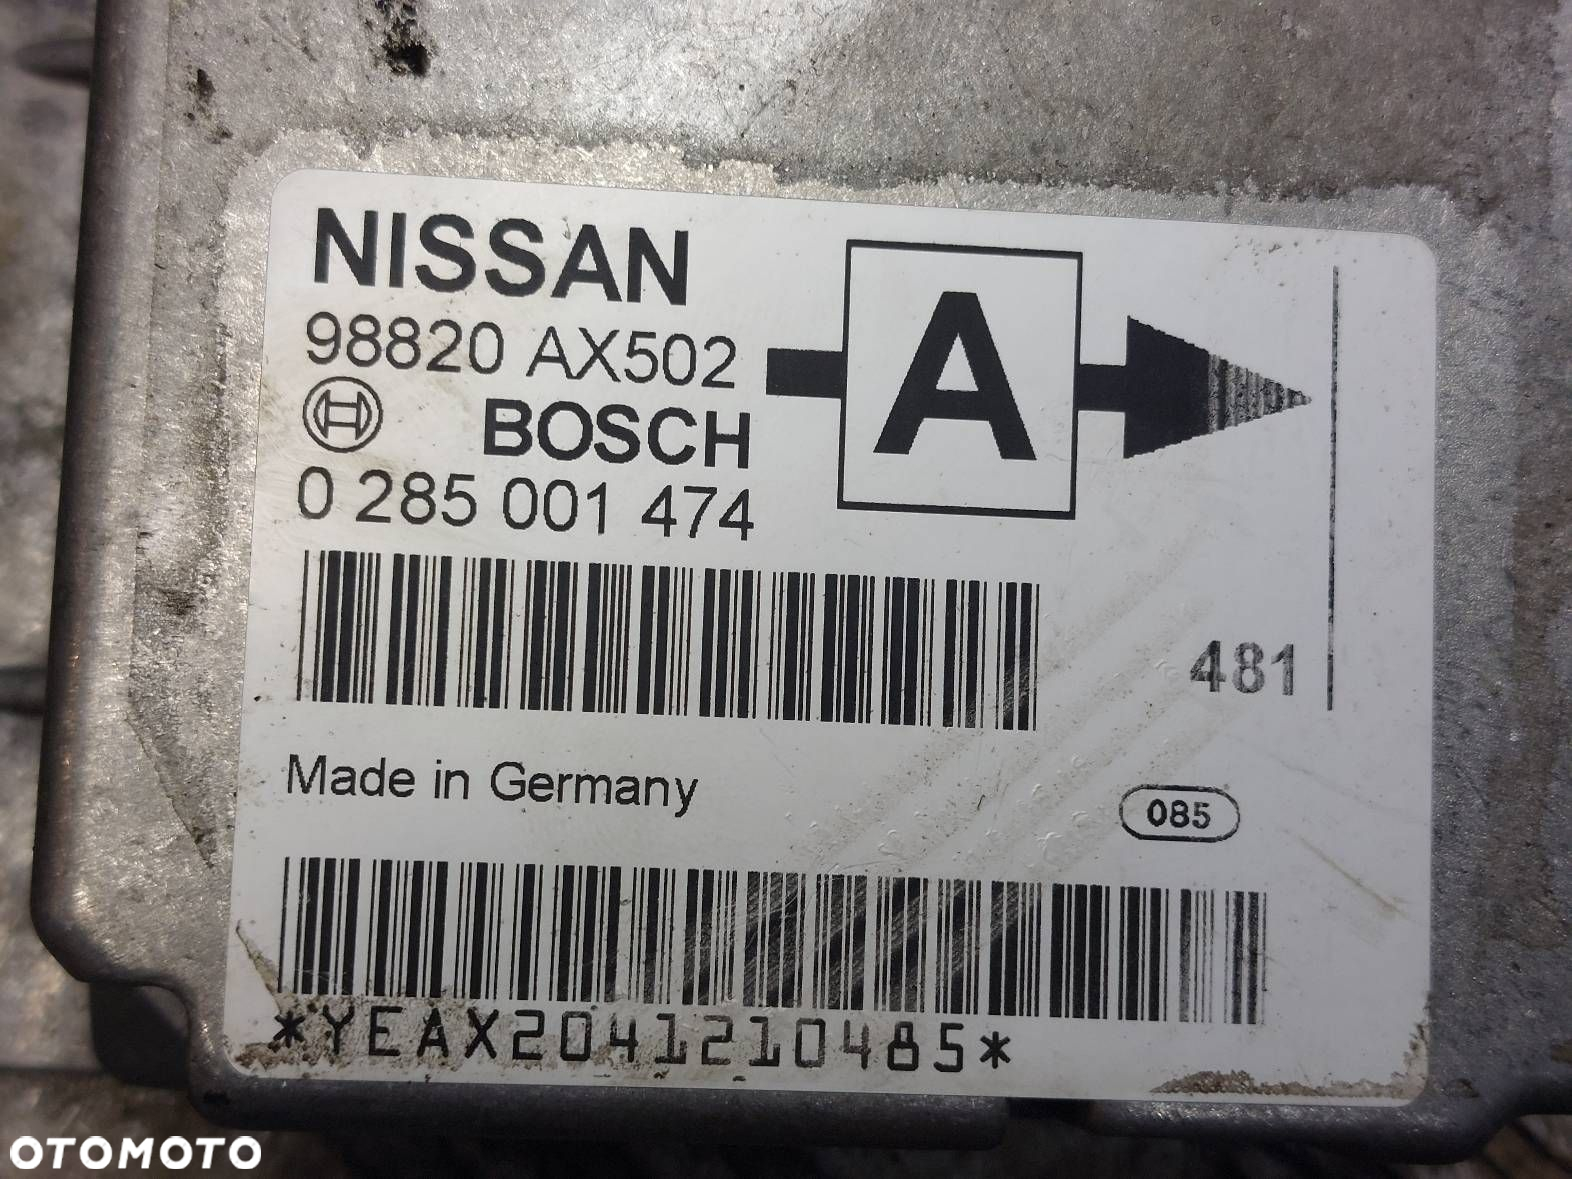 NISSAN
98820 AX502
BOSCH
0 285 001 474
A
481
Made in Germany
085
*YEAX2041210485*
OTOMOTO